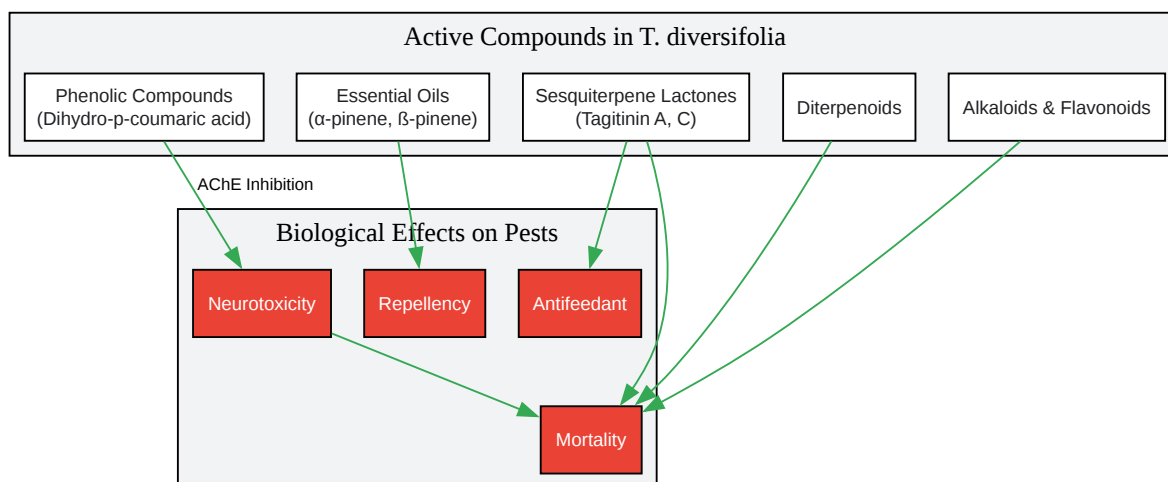 Active Compounds in T. diversifolia
Phenolic Compounds
(Dihydro-p-coumaric acid)
Essential Oils
(α-pinene, ß-pinene)
Sesquiterpene Lactones
(Tagitinin A, C)
Diterpenoids
Alkaloids & Flavonoids
AChE Inhibition
Biological Effects on Pests
Neurotoxicity
Repellency
Antifeedant
Mortality